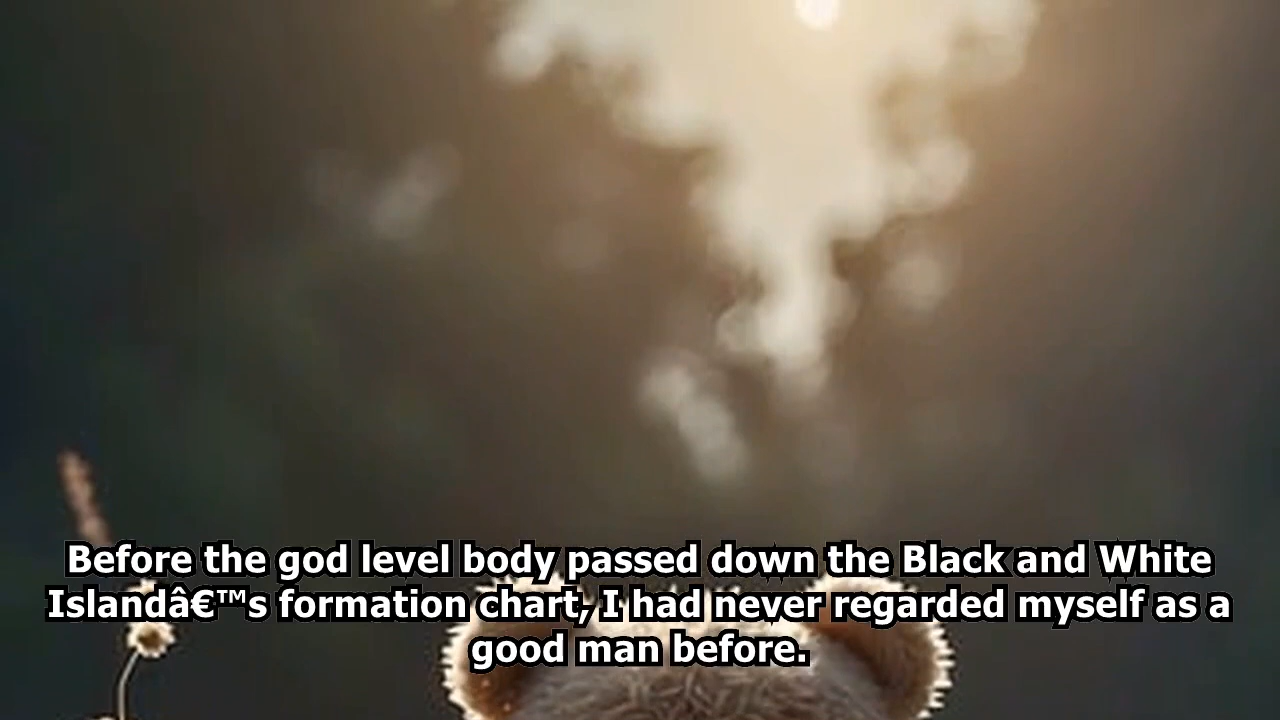 Before the god level body passed down the Black and White
Islandâ€™s formation chart, I had never regarded myself as a
good man before.